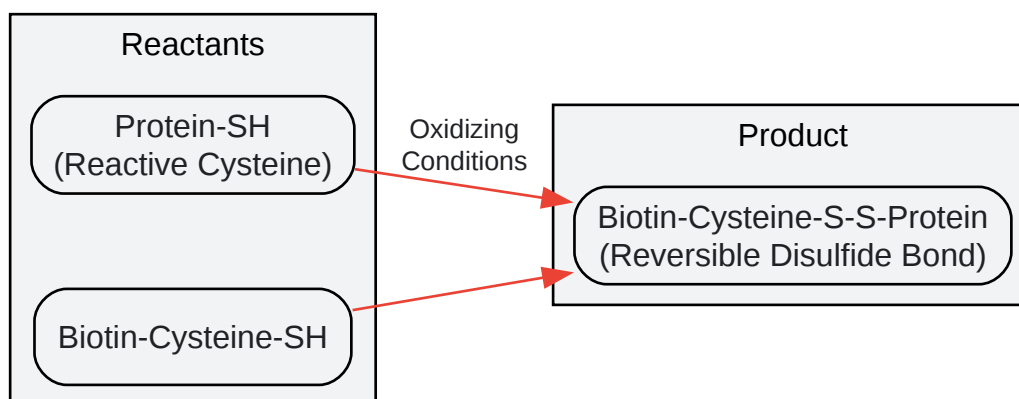 Reactants
Protein-SH
(Reactive Cysteine)
Biotin-Cysteine-SH
Oxidizing
Conditions
Product
Biotin-Cysteine-S-S-Protein
(Reversible Disulfide Bond)